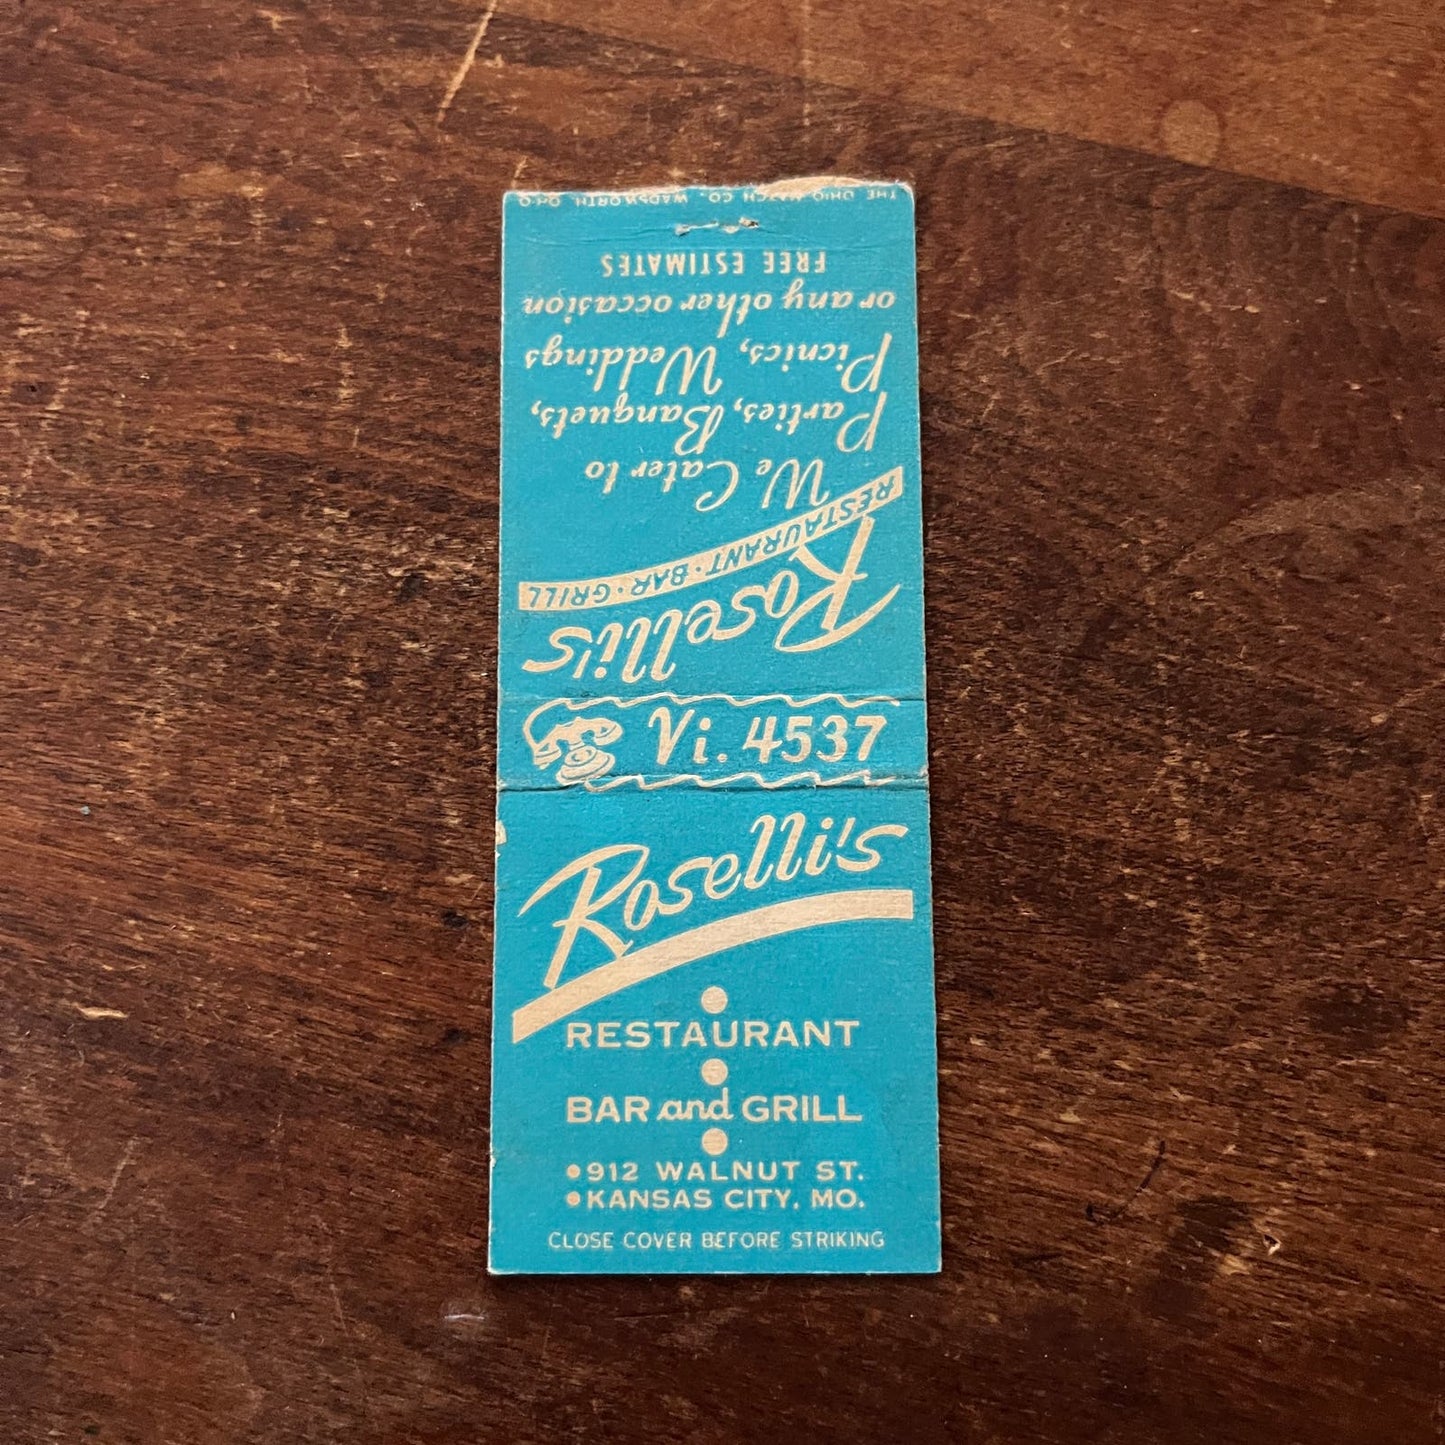 Roselli's
RESTAURANT
BAR and GRILL
•912 WALNUT ST.
•KANSAS CITY, MO.
CLOSE COVER BEFORE STRIKING
Vi. 4537
Roselli's
RESTAURANT · BAR · GRILL
We Cater to
Parties, Banquets,
Picnics, Weddings
or any other occasion
FREE ESTIMATES
THE OHIO MATCH CO. WADSWORTH, OHIO